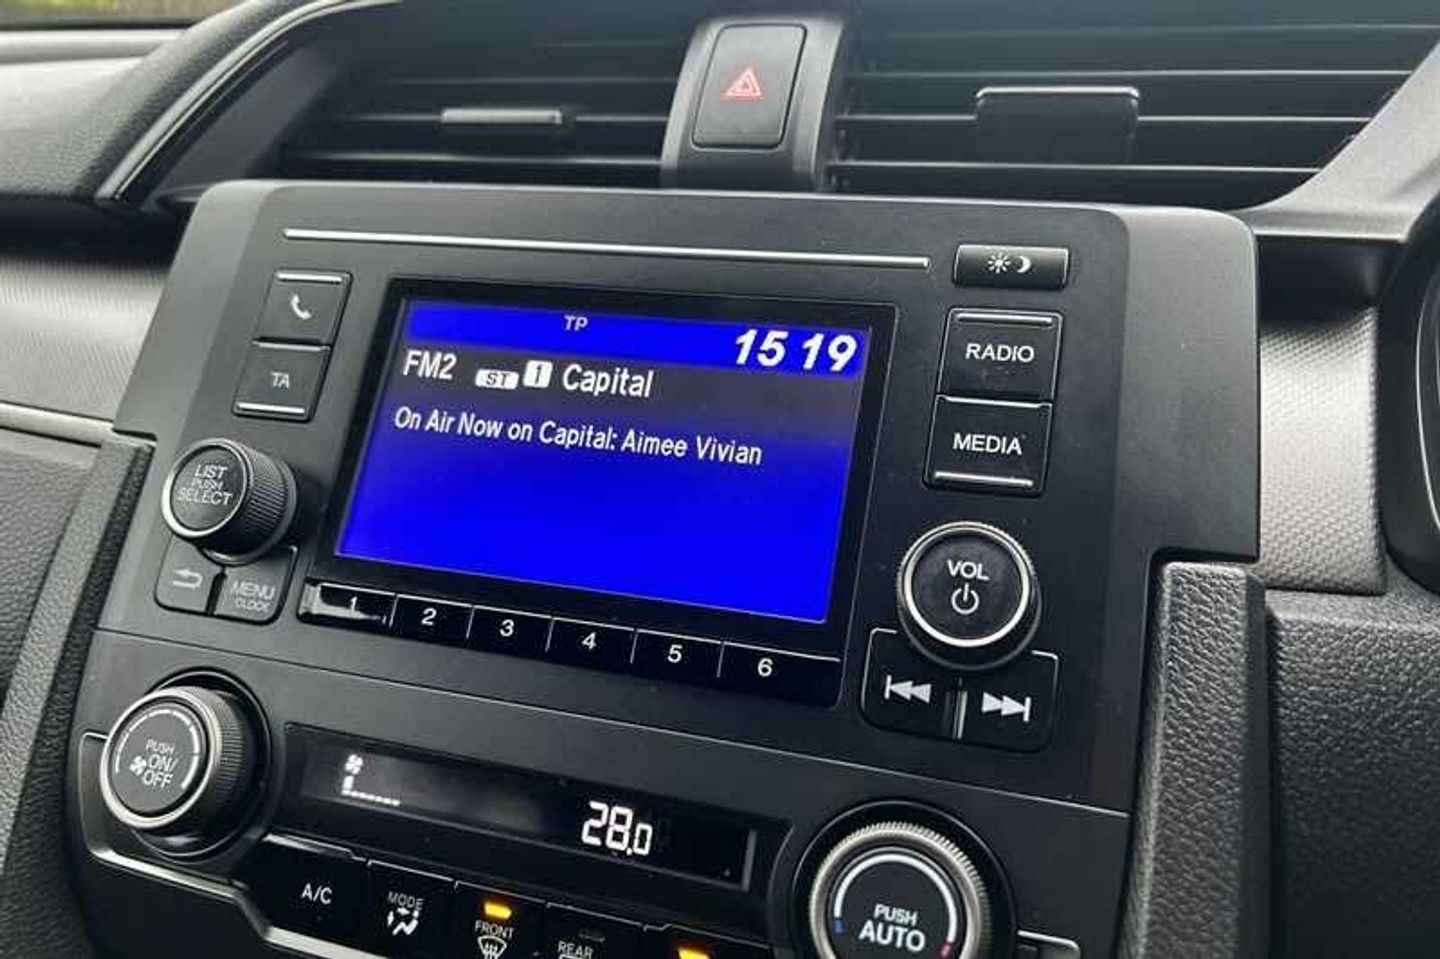 TP
15 19
FM2 ST 1 Capital
On Air Now on Capital: Aimee Vivian
TA
LIST
PUSH
SELECT
MENU
/CLOCK
RADIO
MEDIA
VOL
1 2 3 4 5 6
PUSH
ON/
OFF
28.0
A/C
MODE
FRONT
REAR
PUSH
AUTO